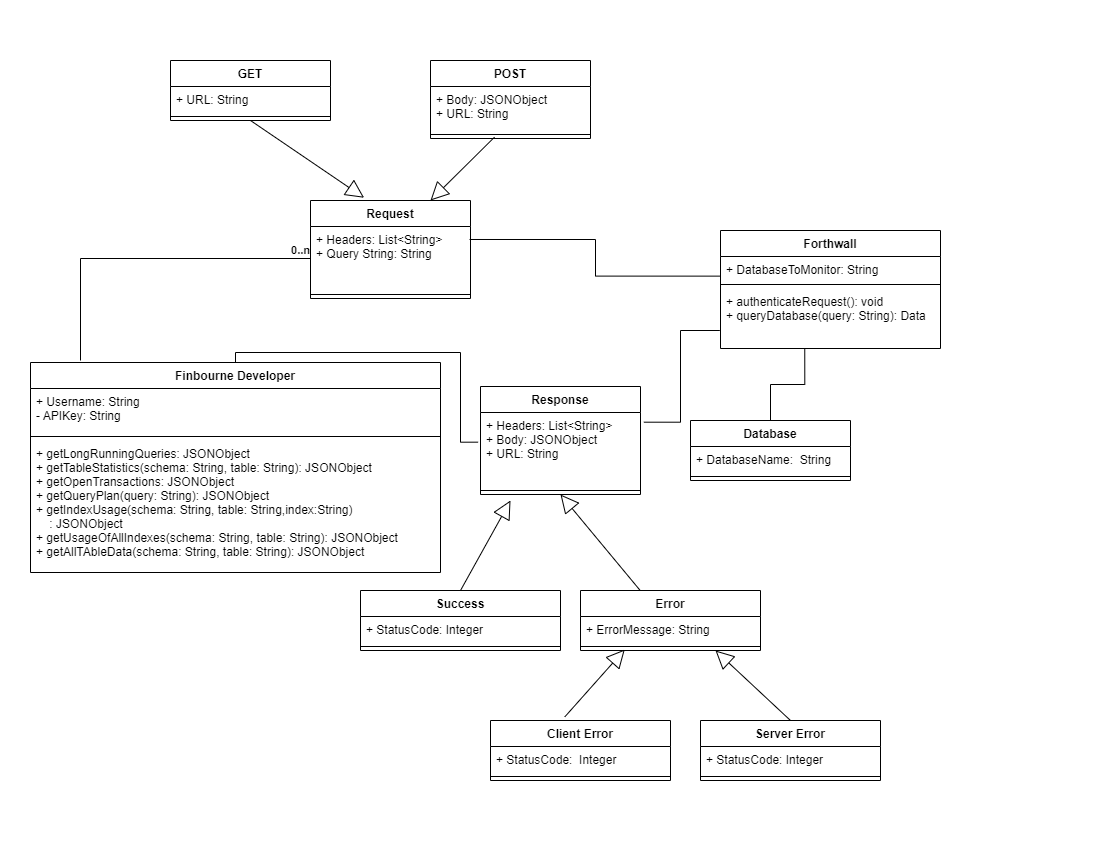 GET
+ URL: String
POST
+ Body: JSONObject
+ URL: String
Request
+ Headers: List<String>
+ Query String: String
0..n
Forthwall
+ DatabaseToMonitor: String
+ authenticateRequest(): void
+ queryDatabase(query: String): Data
Finbourne Developer
+ Username: String
- APIKey: String
+ getLongRunningQueries: JSONObject
+ getTableStatistics(schema: String, table: String): JSONObject
+ getOpenTransactions: JSONObject
+ getQueryPlan(query: String): JSONObject
+ getIndexUsage(schema: String, table: String,index:String)
: JSONObject
+ getUsageOfAllIndexes(schema: String, table: String): JSONObject
+ getAllTAbleData(schema: String, table: String): JSONObject
Response
+ Headers: List<String>
+ Body: JSONObject
+ URL: String
Database
+ DatabaseName:  String
Success
+ StatusCode: Integer
Error
+ ErrorMessage: String
Client Error
+ StatusCode:  Integer
Server Error
+ StatusCode: Integer